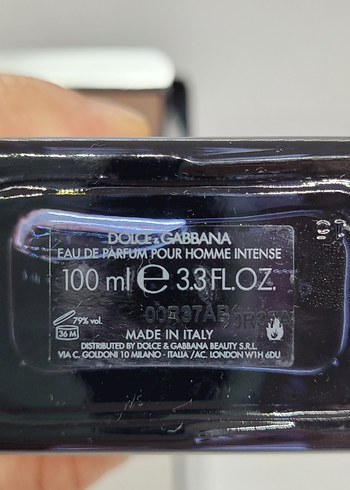 DOLCE & GABBANA
EAU DE PARFUM POUR HOMME INTENSE
100 ml ℮ 3.3 FL.OZ.
79% vol.
36 M
MADE IN ITALY
DISTRIBUTED BY DOLCE & GABBANA BEAUTY S.R.L.
VIA C. GOLDONI 10 MILANO - ITALIA /AC. LONDON W1H 6DU